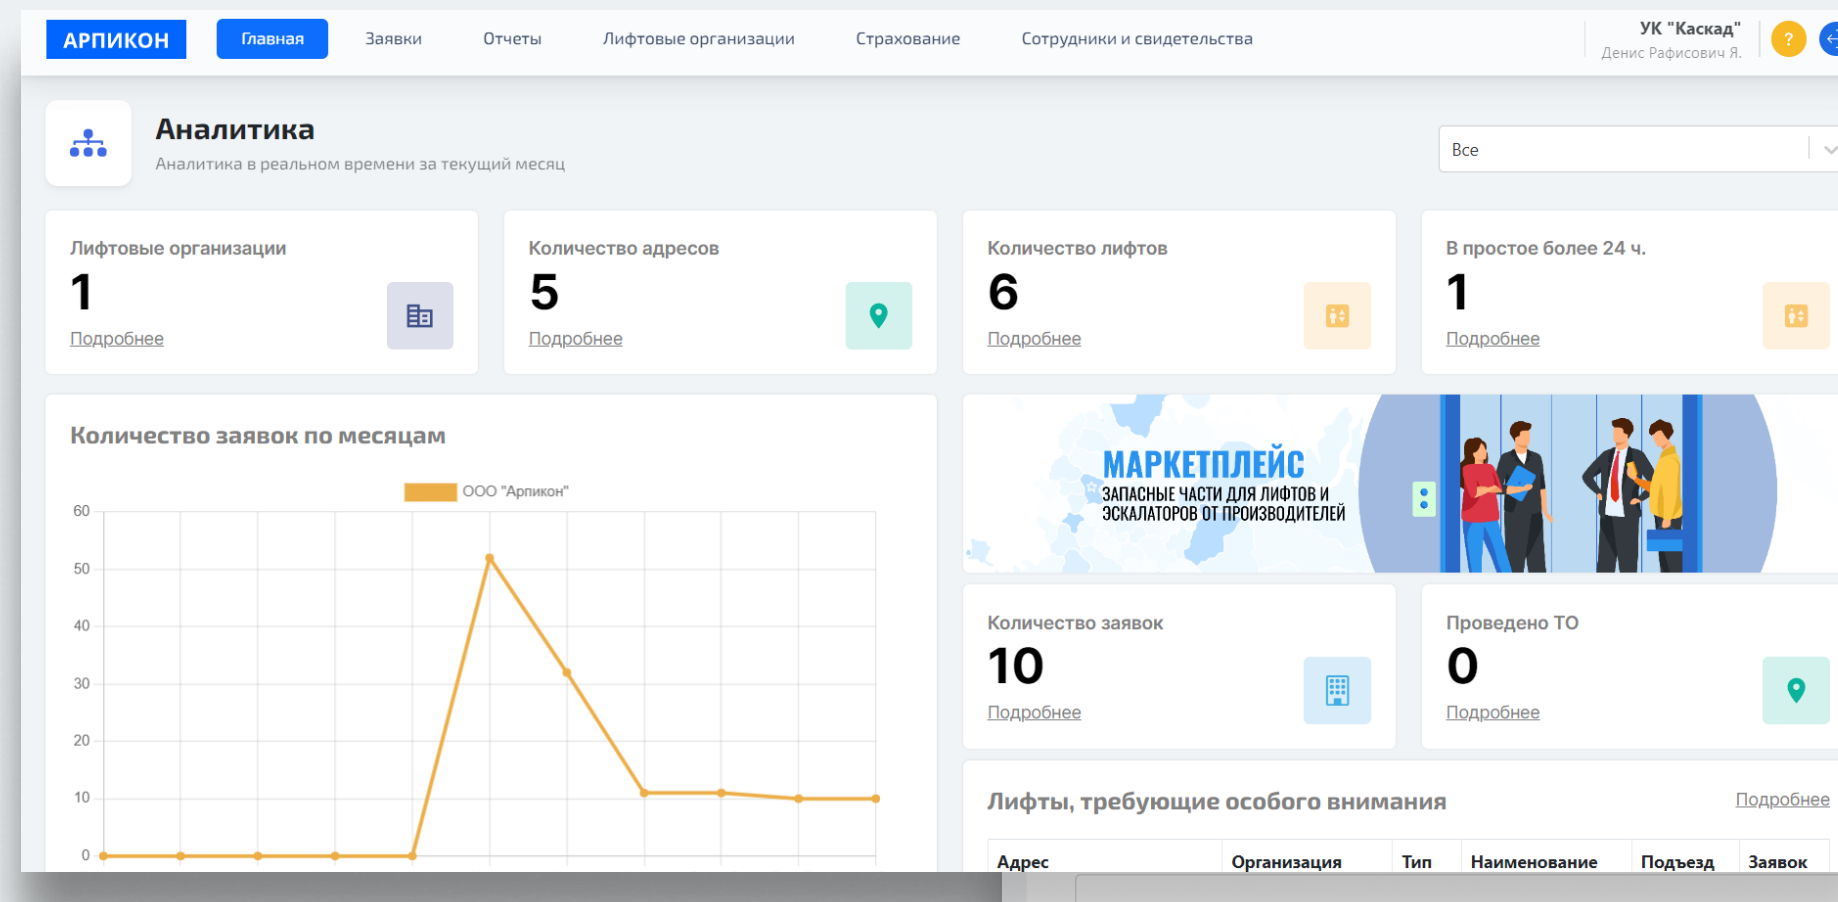 АРПИКОН
Главная
Заявки
Отчеты
Лифтовые организации
Страхование
Сотрудники и свидетельства
УК "Каскад"
Денис Рафисович Я.
?
Аналитика
Аналитика в реальном времени за текущий месяц
Все
Лифтовые организации
1
Подробнее
Количество адресов
5
Подробнее
Количество лифтов
6
Подробнее
В простое более 24 ч.
1
Подробнее
Количество заявок по месяцам
ООО "Арпикон"
60
50
40
30
20
10
0
МАРКЕТПЛЕЙС
ЗАПАСНЫЕ ЧАСТИ ДЛЯ ЛИФТОВ И
ЭСКАЛАТОРОВ ОТ ПРОИЗВОДИТЕЛЕЙ
Количество заявок
10
Подробнее
Проведено ТО
0
Подробнее
Лифты, требующие особого внимания
Подробнее
Адрес Организация Тип Наименование Подъезд Заявок